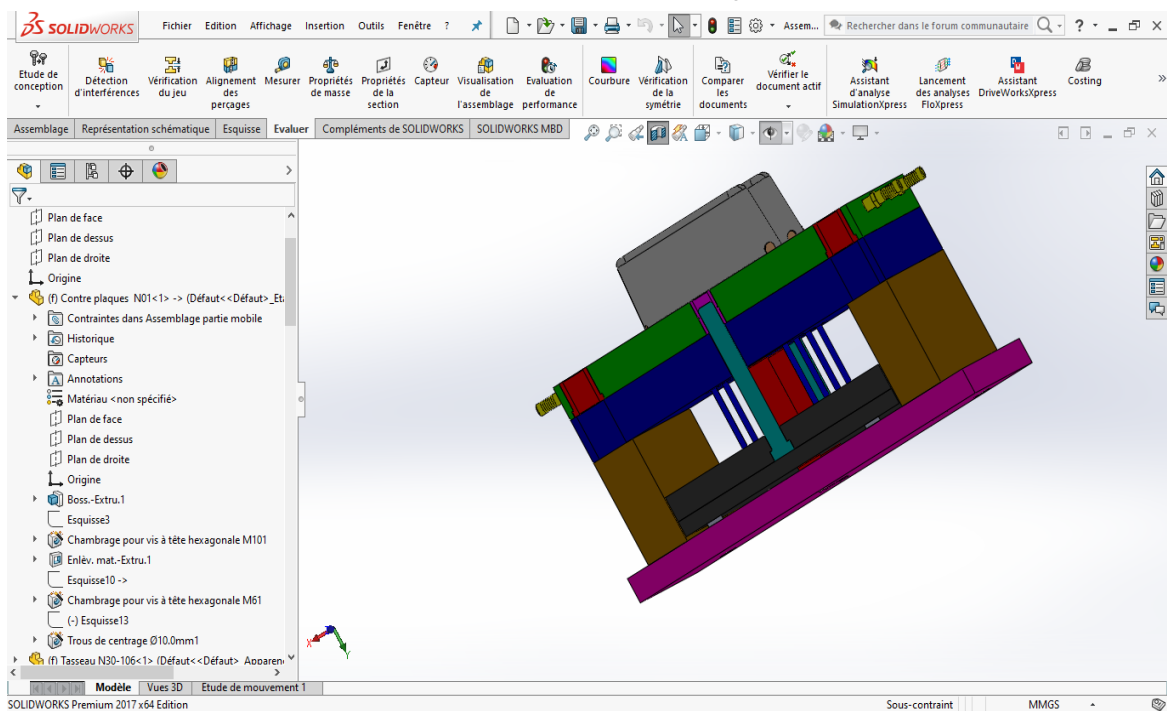 SOLIDWORKS Fichier Edition Affichage Insertion Outils Fenêtre ? Assem... Rechercher dans le forum communautaire ?
Etude de conception
Détection d'interférences
Vérification du jeu
Alignement des perçages
Mesurer
Propriétés de masse
Propriétés de la section
Capteur
Visualisation de l'assemblage
Evaluation de performance
Courbure
Vérification de la symétrie
Comparer les documents
Vérifier le document actif
Assistant d'analyse SimulationXpress
Lancement des analyses FloXpress
Assistant DriveWorksXpress
Costing
Assemblage Représentation schématique Esquisse Evaluer Compléments de SOLIDWORKS SOLIDWORKS MBD
Plan de face
Plan de dessus
Plan de droite
Origine
(f) Contre plaques N01<1> -> (Défaut<<Défaut>_Eta
Contraintes dans Assemblage partie mobile
Historique
Capteurs
Annotations
Matériau <non spécifié>
Plan de face
Plan de dessus
Plan de droite
Origine
Boss.-Extru.1
Esquisse3
Chambrage pour vis à tête hexagonale M101
Enlèv. mat.-Extru.1
Esquisse10 ->
Chambrage pour vis à tête hexagonale M61
(-) Esquisse13
Trous de centrage Ø10.0mm1
(f) Tasseau N30-106<1> (Défaut<<Défaut> Apparen
X
Y
Modèle Vues 3D Etude de mouvement 1
SOLIDWORKS Premium 2017 x64 Edition Sous-contraint MMGS